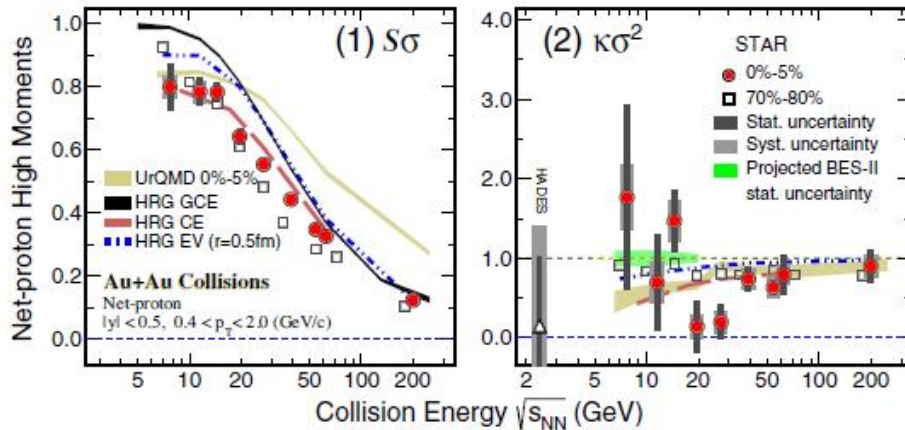 (1) Sσ
(2) κσ²
Net-proton High Moments
1.0
0.8
0.6
0.4
0.2
0.0
UrQMD 0%-5%
HRG GCE
HRG CE
HRG EV (r=0.5fm)
Au+Au Collisions
Net-proton
|y|<0.5, 0.4<p_T<2.0 (GeV/c)
5 10 20 50 100 200
4.0
3.0
2.0
1.0
0.0
STAR
0%-5%
70%-80%
Stat. uncertainty
Syst. uncertainty
Projected BES-II
stat. uncertainty
HADES
2 5 10 20 50 100 200
Collision Energy √s_NN (GeV)